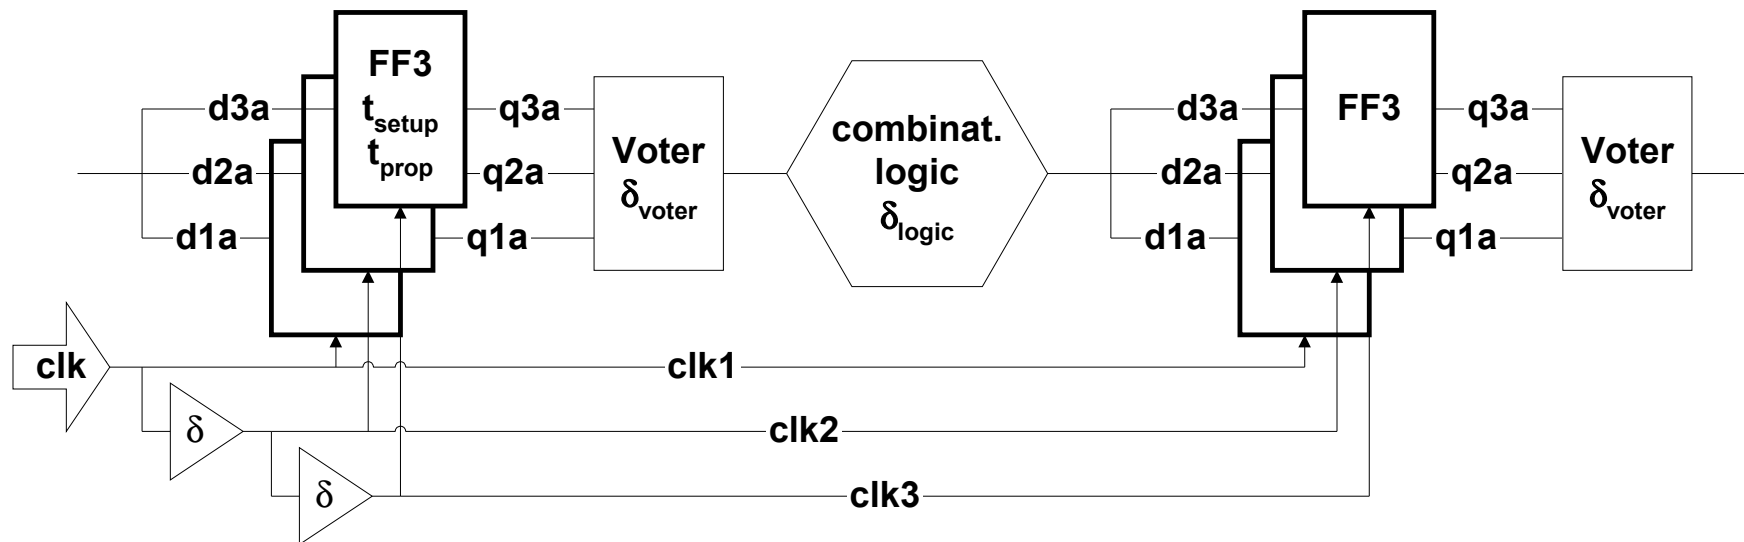 FF3
t_setup
t_prop
d3a
d2a
d1a
q3a
q2a
q1a
Voter
δ_voter
combinat.
logic
δ_logic
d3a
d2a
d1a
FF3
q3a
q2a
q1a
Voter
δ_voter
clk
clk1
δ
clk2
δ
clk3